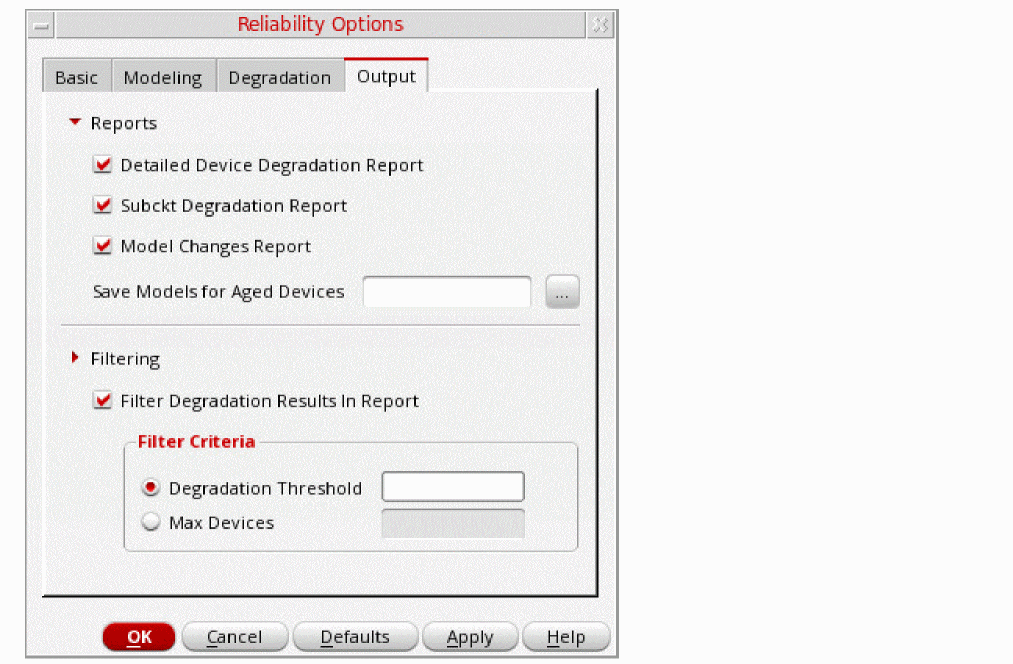 Reliability Options
Basic Modeling Degradation Output
Reports
Detailed Device Degradation Report
Subckt Degradation Report
Model Changes Report
Save Models for Aged Devices ...
Filtering
Filter Degradation Results In Report
Filter Criteria
Degradation Threshold
Max Devices
OK Cancel Defaults Apply Help